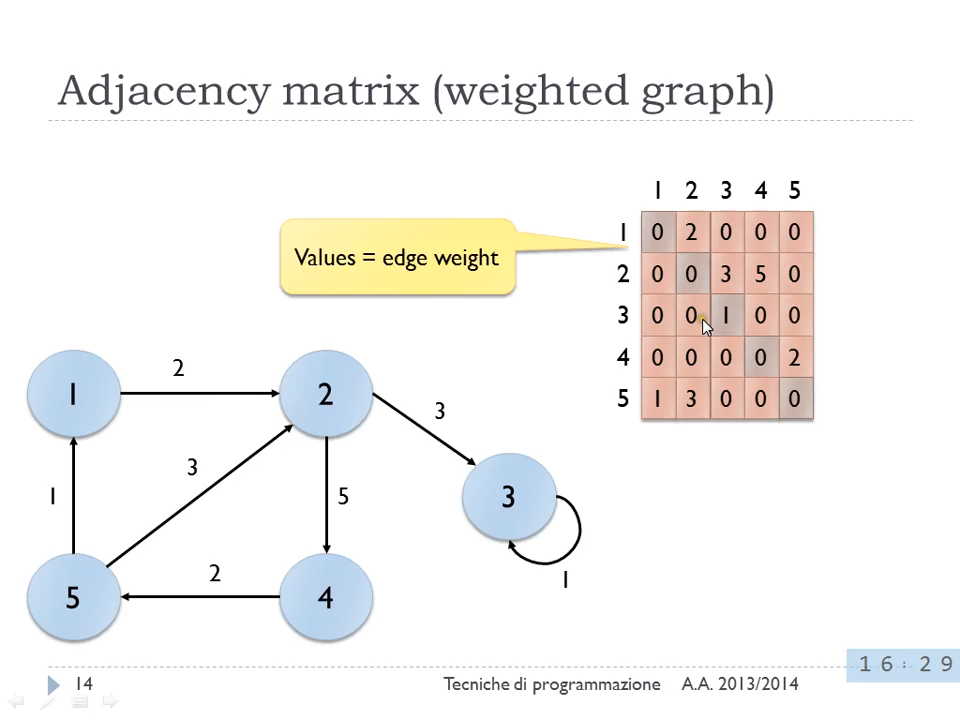 Adjacency matrix (weighted graph)
1 2 3 4 5
1 0 2 0 0 0
Values = edge weight
2 0 0 3 5 0
3 0 0 1 0 0
4 0 0 0 0 2
5 1 3 0 0 0
2
1
2
3
3
1
5
3
1
2
5
4
14
Tecniche di programmazione A.A. 2013/2014
16:29